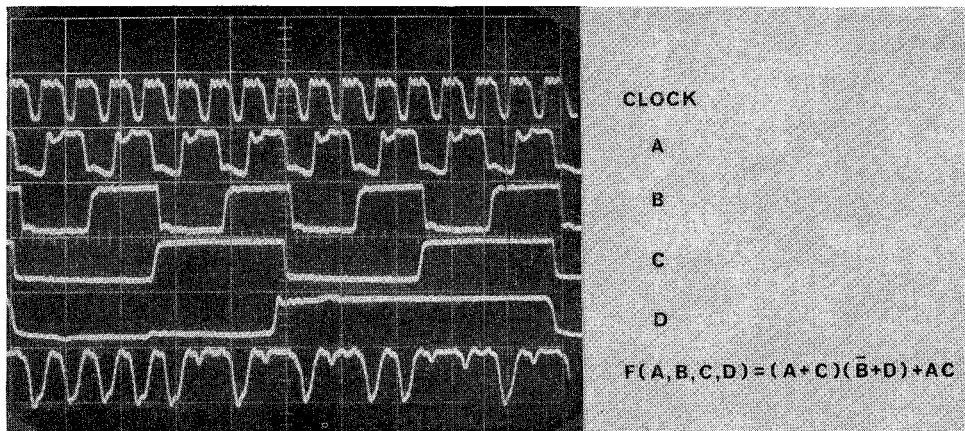 CLOCK
A
B
C
D
F(A,B,C,D)=(A+C)(B̄+D)+AC